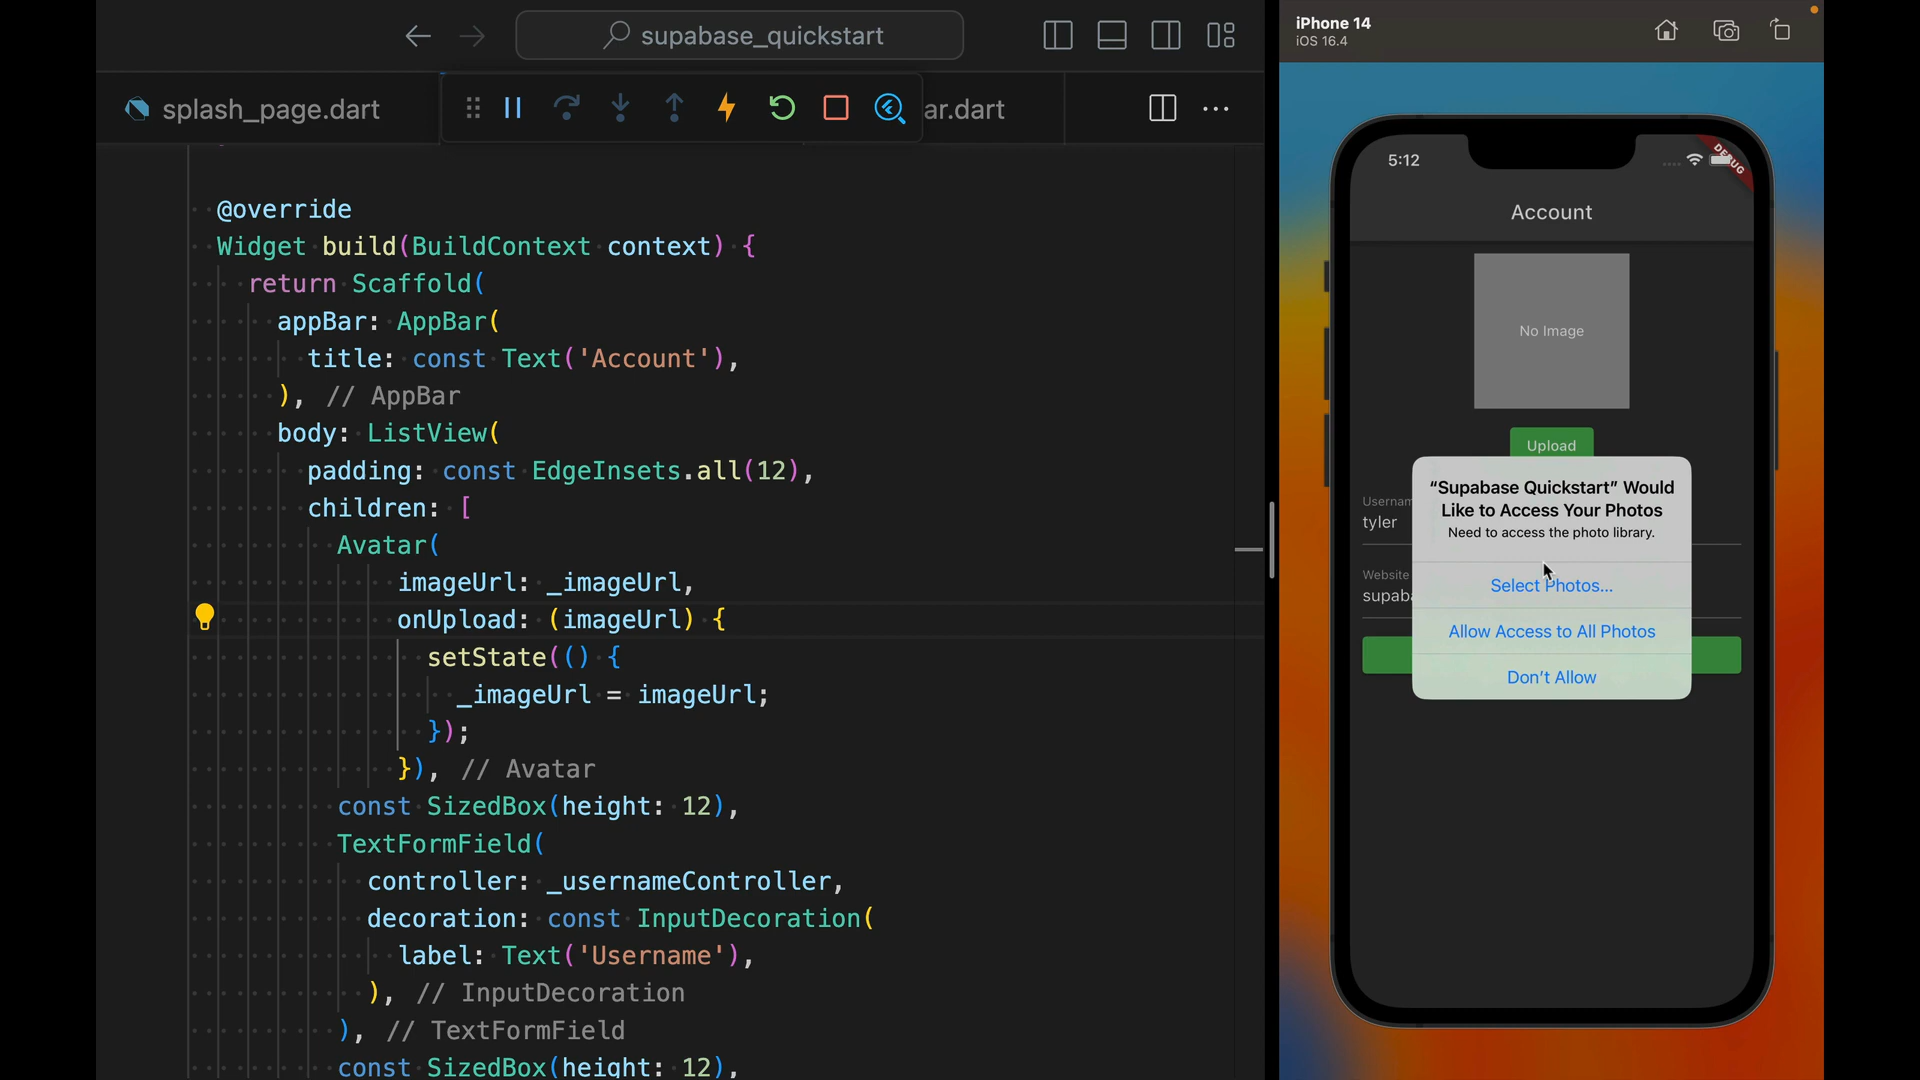 supabase_quickstart
splash_page.dart
ar.dart
@override
Widget build(BuildContext context) {
return Scaffold(
appBar: AppBar(
title: const Text('Account'),
), // AppBar
body: ListView(
padding: const EdgeInsets.all(12),
children: [
Avatar(
imageUrl: _imageUrl,
onUpload: (imageUrl) {
setState(() {
_imageUrl = imageUrl;
});
}), // Avatar
const SizedBox(height: 12),
TextFormField(
controller: _usernameController,
decoration: const InputDecoration(
label: Text('Username'),
), // InputDecoration
), // TextFormField
const SizedBox(height: 12),
iPhone 14
iOS 16.4
5:12
DEBUG
Account
No Image
Upload
Usernam
tyler
Website
supaba
“Supabase Quickstart” Would
Like to Access Your Photos
Need to access the photo library.
Select Photos...
Allow Access to All Photos
Don’t Allow